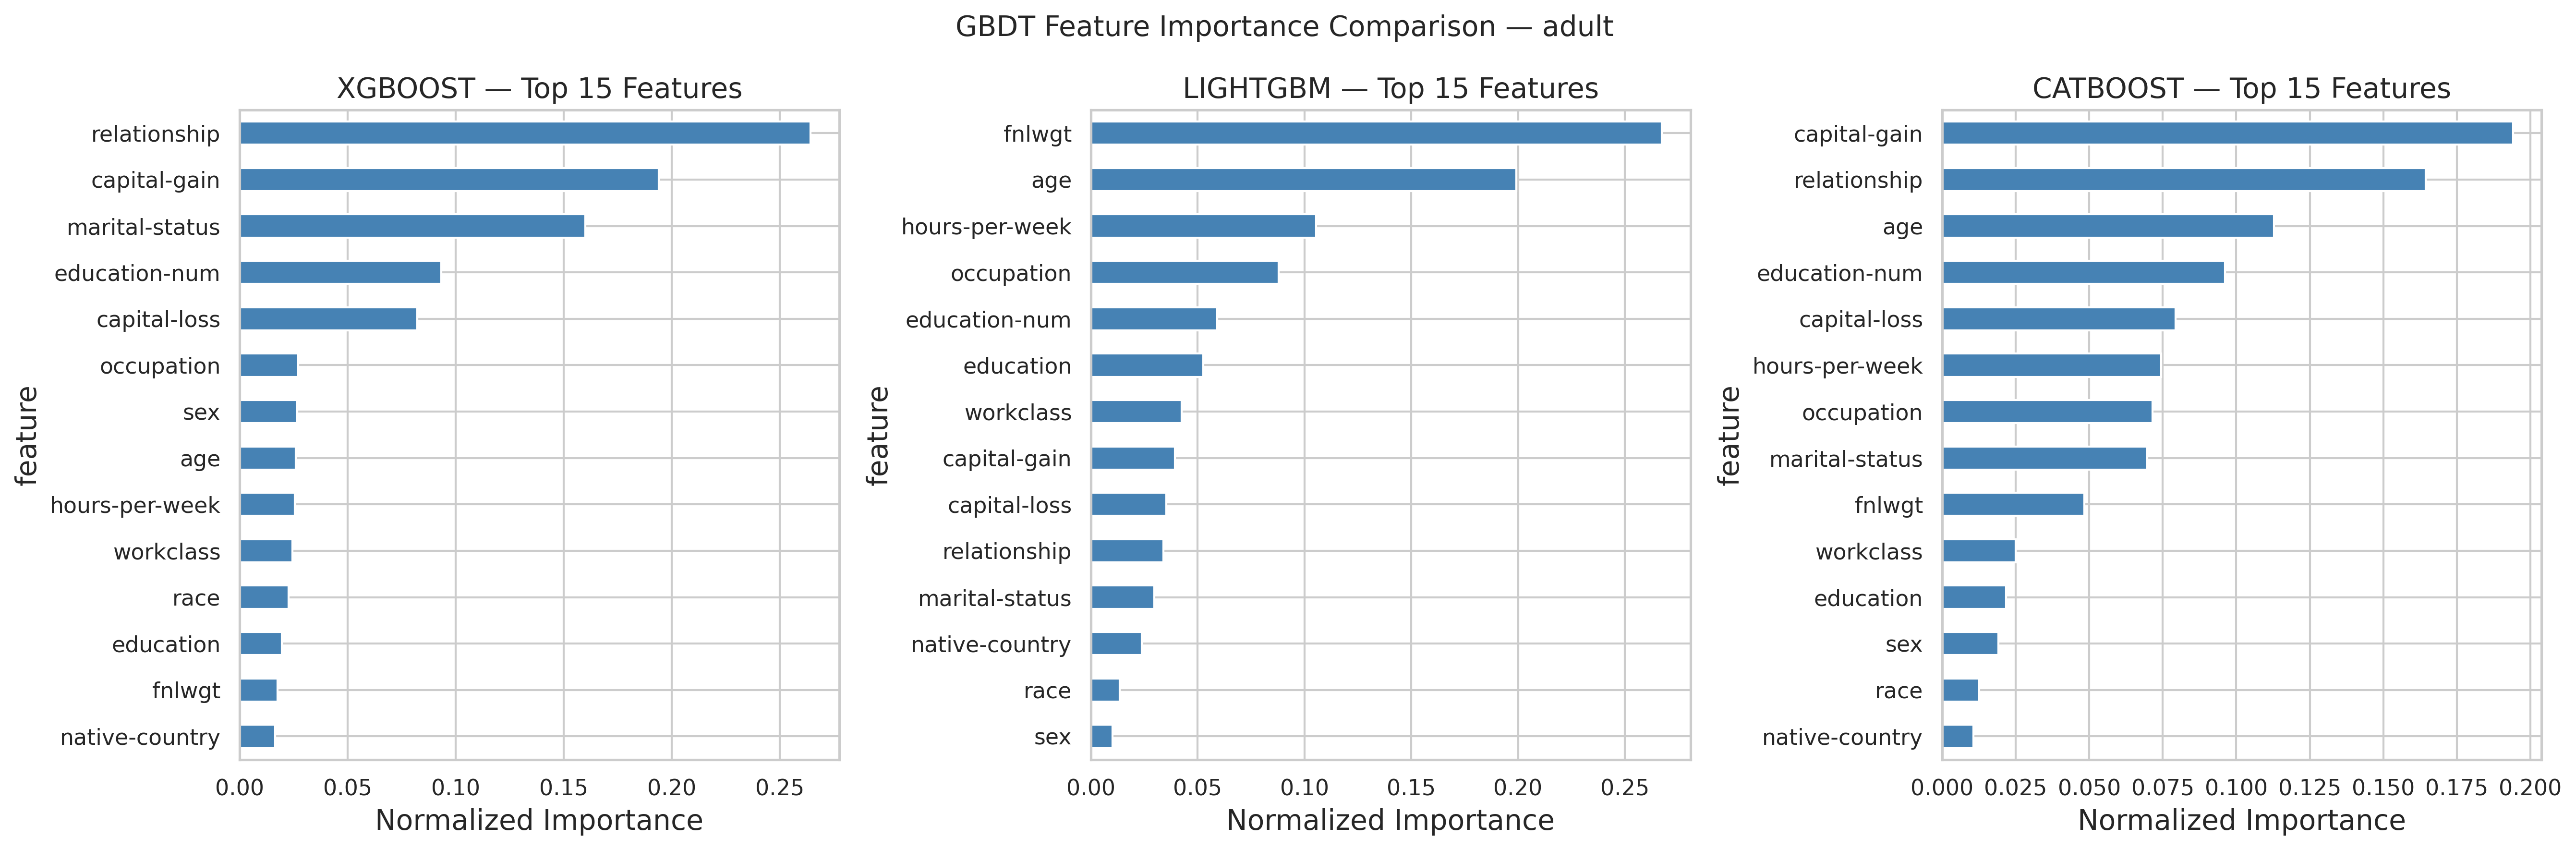 GBDT Feature Importance Comparison — adult
XGBOOST — Top 15 Features
feature
relationship
capital-gain
marital-status
education-num
capital-loss
occupation
sex
age
hours-per-week
workclass
race
education
fnlwgt
native-country
0.00 0.05 0.10 0.15 0.20 0.25
Normalized Importance
LIGHTGBM — Top 15 Features
feature
fnlwgt
age
hours-per-week
occupation
education-num
education
workclass
capital-gain
capital-loss
relationship
marital-status
native-country
race
sex
0.00 0.05 0.10 0.15 0.20 0.25
Normalized Importance
CATBOOST — Top 15 Features
feature
capital-gain
relationship
age
education-num
capital-loss
hours-per-week
occupation
marital-status
fnlwgt
workclass
education
sex
race
native-country
0.000 0.025 0.050 0.075 0.100 0.125 0.150 0.175 0.200
Normalized Importance